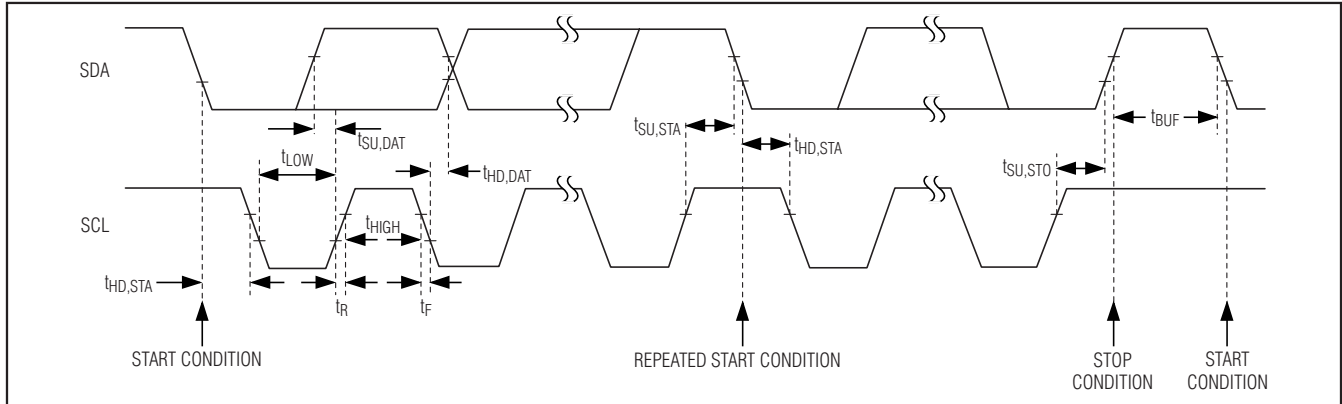 SDA
tSU,DAT
tLOW
tHD,DAT
tSU,STA
tHD,STA
tBUF
tSU,STO
SCL
tHIGH
tHD,STA
tR
tF
START CONDITION
REPEATED START CONDITION
STOP
CONDITION
START
CONDITION